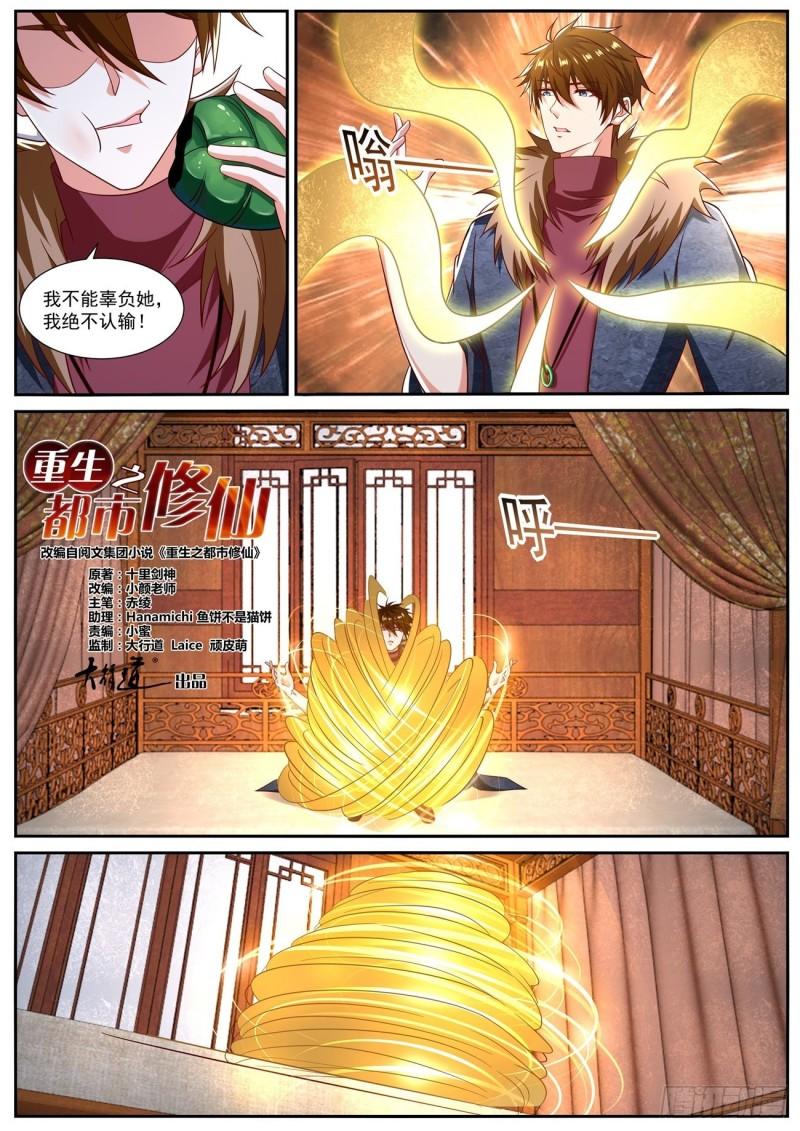 我不能辜负她，
我绝不认输！
嗡——
重生之
都市修仙
改编自阅文集团小说《重生之都市修仙》
原著：十里剑神
改编：小颜老师
主笔：赤绫
助理：Hanamichi 鱼饼不是猫饼
责编：小蜜
监制：大行道 Laice 顽皮萌
大行道® 出品
呼——
腾讯动漫